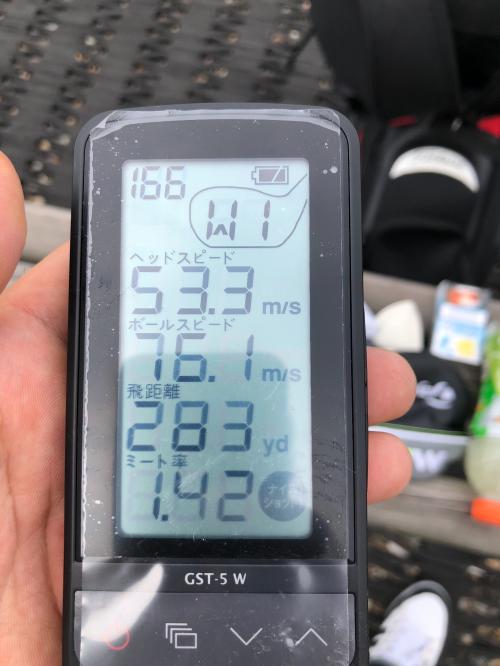 166
W1
ヘッドスピード
53.3 m/s
ボールスピード
76.1 m/s
飛距離
283 yd
ミート率
1.42
GST-5 W